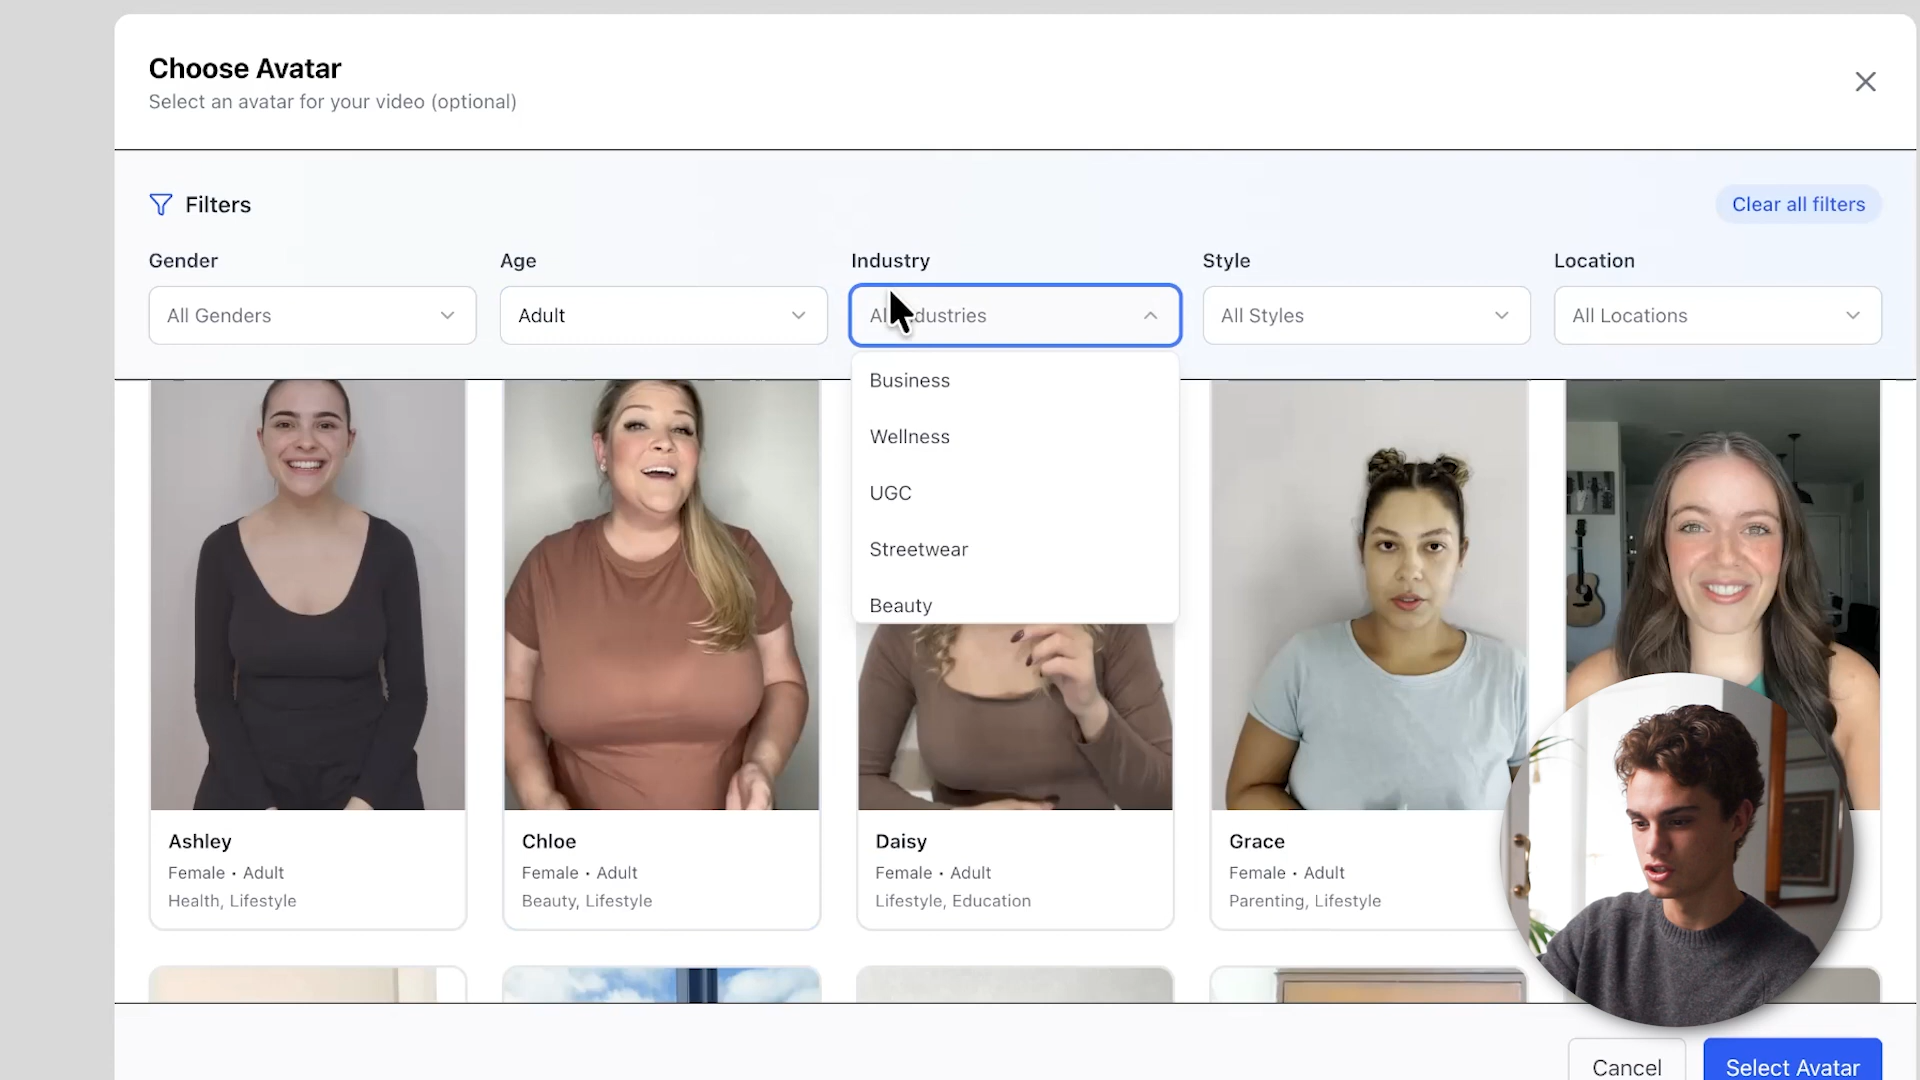 Choose Avatar
Select an avatar for your video (optional)
Filters
Clear all filters
Gender
Age
Industry
Style
Location
All Genders
Adult
All Industries
All Styles
All Locations
Business
Wellness
UGC
Streetwear
Beauty
Ashley
Female • Adult
Health, Lifestyle
Chloe
Female • Adult
Beauty, Lifestyle
Daisy
Female • Adult
Lifestyle, Education
Grace
Female • Adult
Parenting, Lifestyle
Cancel
Select Avatar